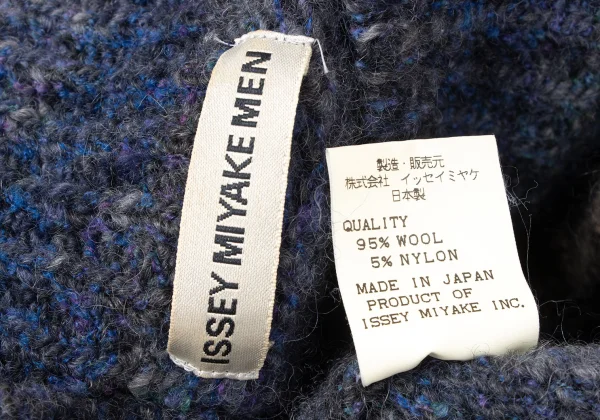 ISSEY MIYAKE MEN
製造・販売元
株式会社 イッセイミヤケ
日本製
QUALITY
95% WOOL
5% NYLON
MADE IN JAPAN
PRODUCT OF
ISSEY MIYAKE INC.